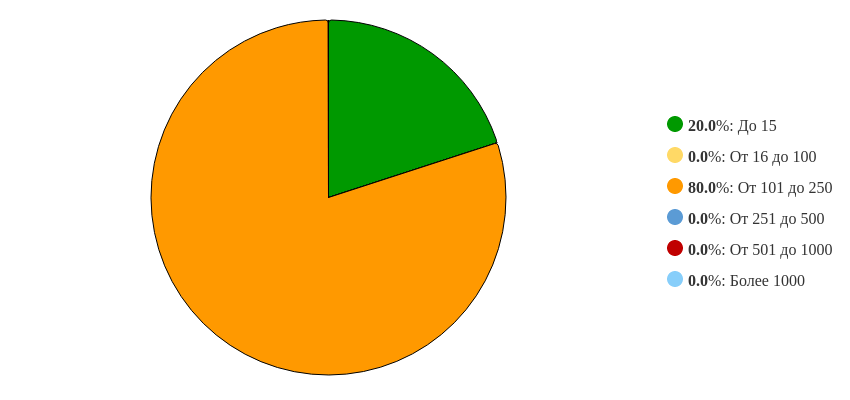 20.0%: До 15
0.0%: От 16 до 100
80.0%: От 101 до 250
0.0%: От 251 до 500
0.0%: От 501 до 1000
0.0%: Более 1000